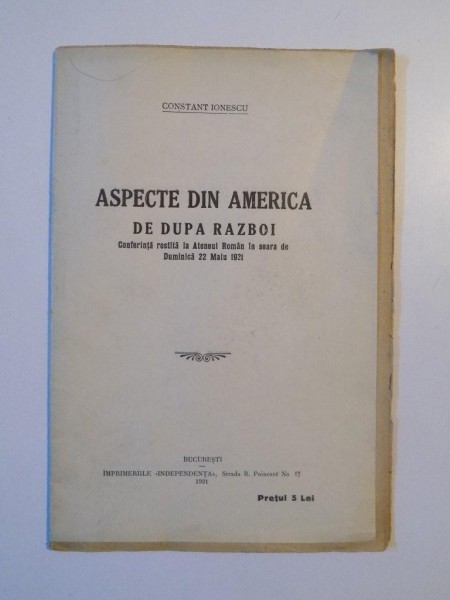 CONSTANT IONESCU
ASPECTE DIN AMERICA
DE DUPA RAZBOI
Conferință rostită la Ateneul Român în seara de
Duminică 22 Maiu 1921
BUCUREȘTI
IMPRIMERIILE «INDEPENDENȚA», Strada R. Poincaré No 17
1921
Prețul 5 Lei